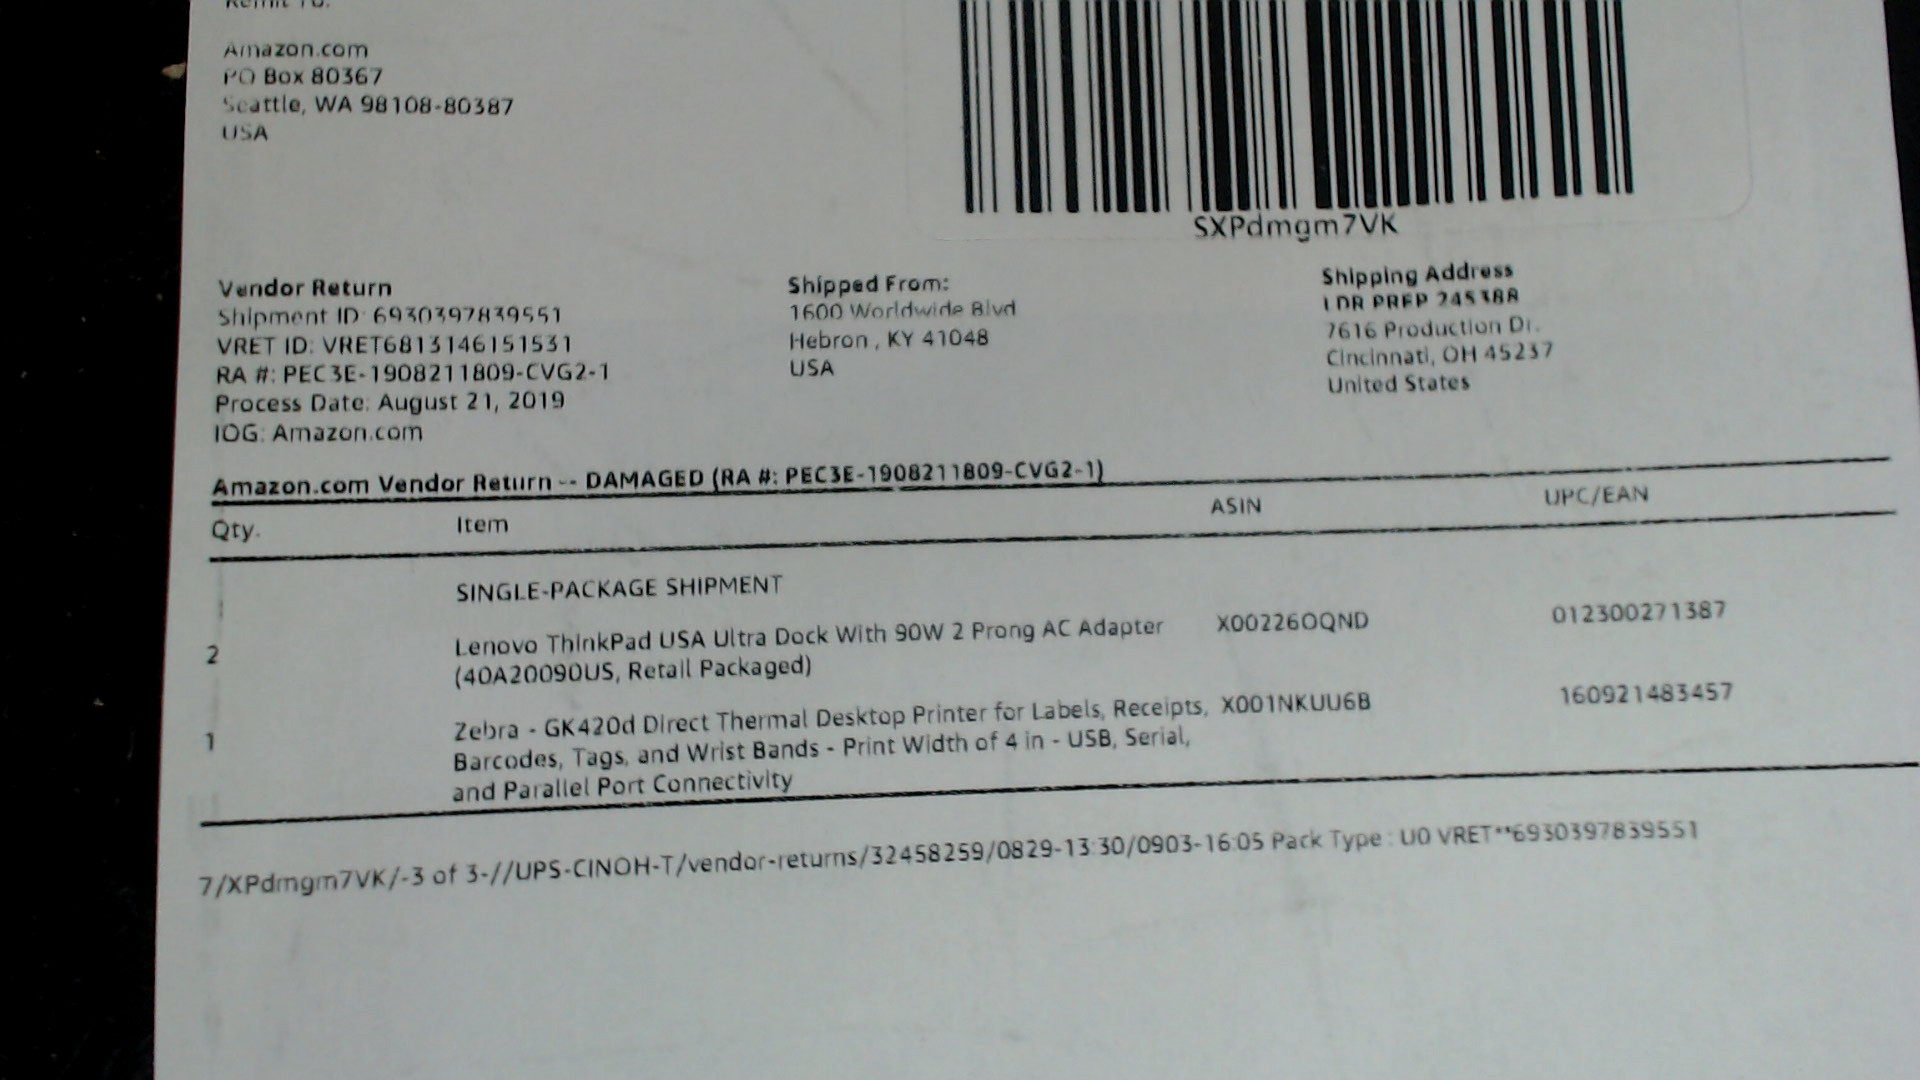 Remit To:
Amazon.com
PO Box 80367
Seattle, WA 98108-80387
USA
SXPdmgm7VK
Vendor Return
Shipment ID: 6930397839551
VRET ID: VRET6813146151531
RA #: PEC3E-1908211809-CVG2-1
Process Date: August 21, 2019
IOG: Amazon.com
Shipped From:
1600 Worldwide Blvd
Hebron , KY 41048
USA
Shipping Address
LDR PREP 245388
7616 Production Dr.
Cincinnati, OH 45237
United States
Amazon.com Vendor Return -- DAMAGED (RA #: PEC3E-1908211809-CVG2-1)
Qty. Item ASIN UPC/EAN
SINGLE-PACKAGE SHIPMENT
2 Lenovo ThinkPad USA Ultra Dock With 90W 2 Prong AC Adapter X00226OQND 012300271387
(40A20090US, Retail Packaged)
1 Zebra - GK420d Direct Thermal Desktop Printer for Labels, Receipts, X001NKUU6B 160921483457
Barcodes, Tags, and Wrist Bands - Print Width of 4 in - USB, Serial,
and Parallel Port Connectivity
7/XPdmgm7VK/-3 of 3-//UPS-CINOH-T/vendor-returns/32458259/0829-13:30/0903-16:05 Pack Type : U0 VRET**6930397839551